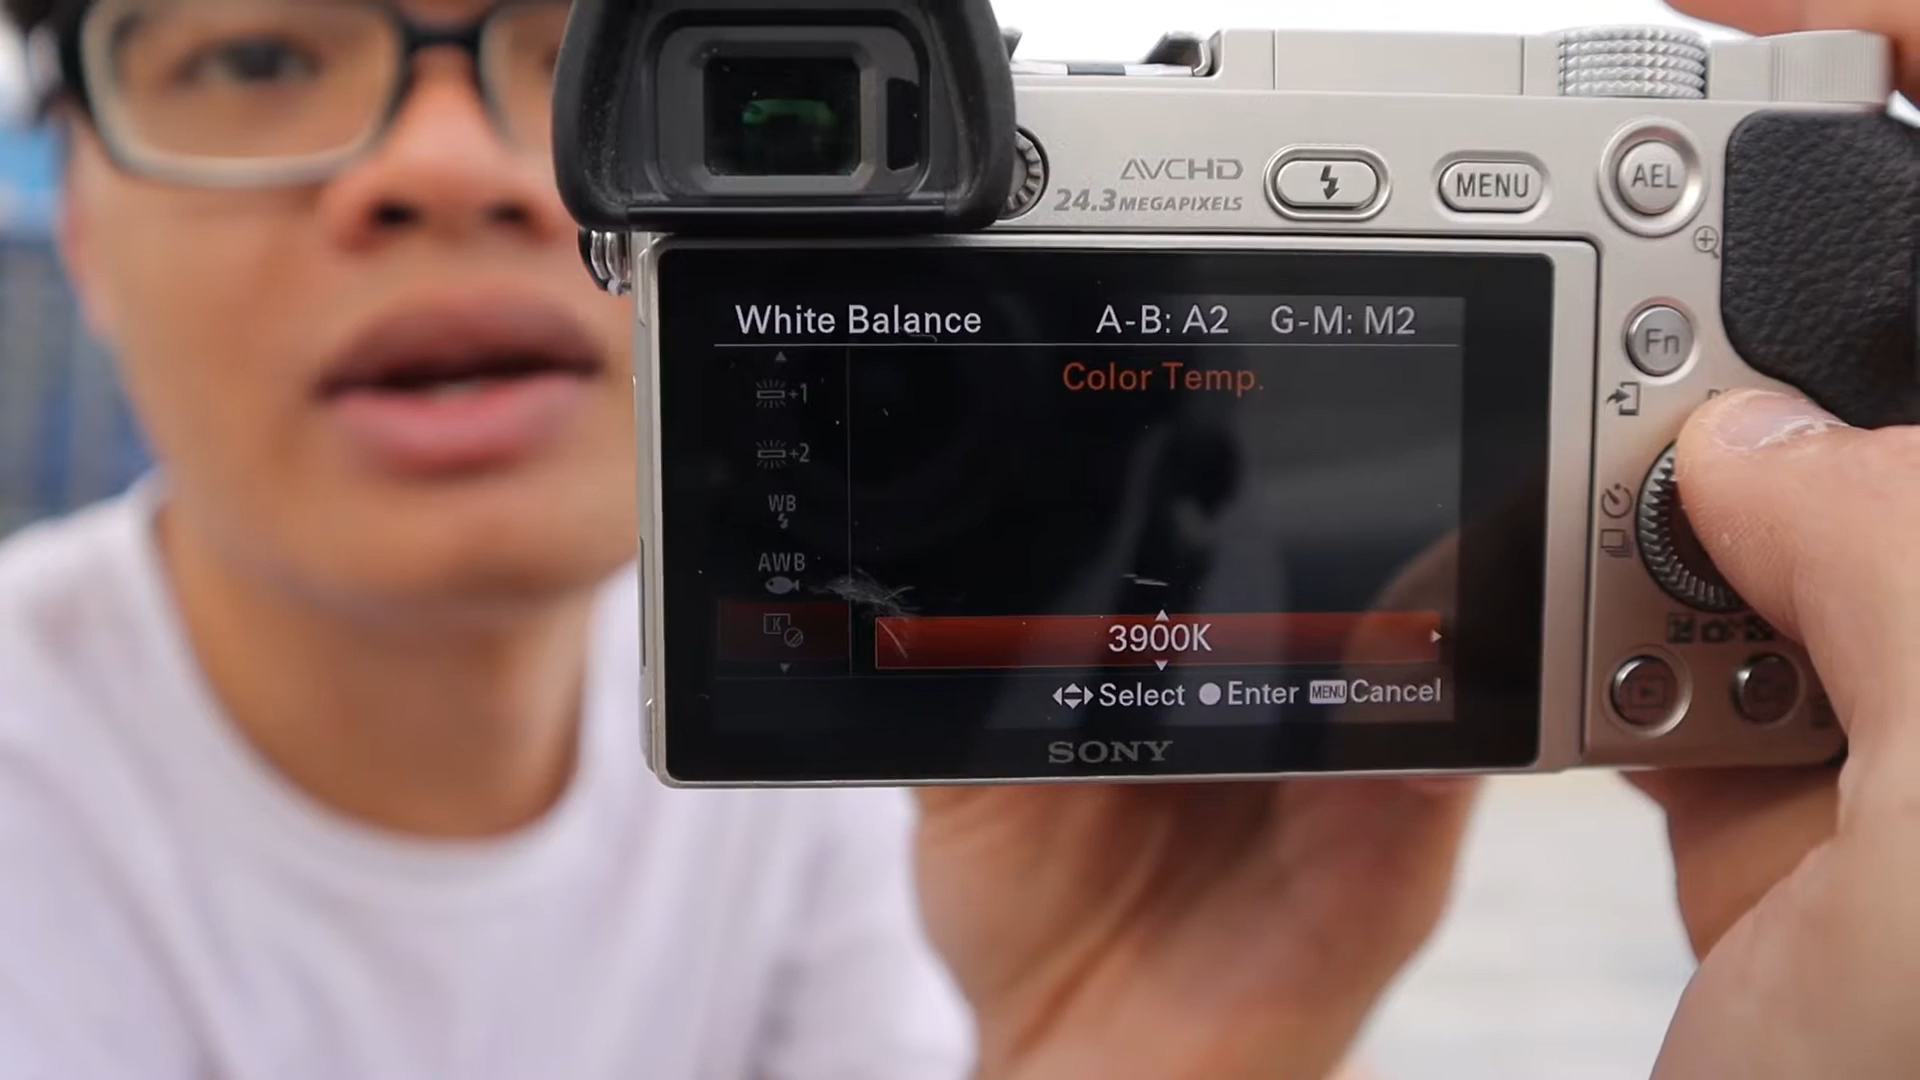 AVCHD
24.3 MEGAPIXELS
MENU
AEL
Fn
White Balance A-B: A2 G-M: M2
Color Temp.
+1
+2
WB
AWB
K
3900K
Select Enter MENU Cancel
SONY